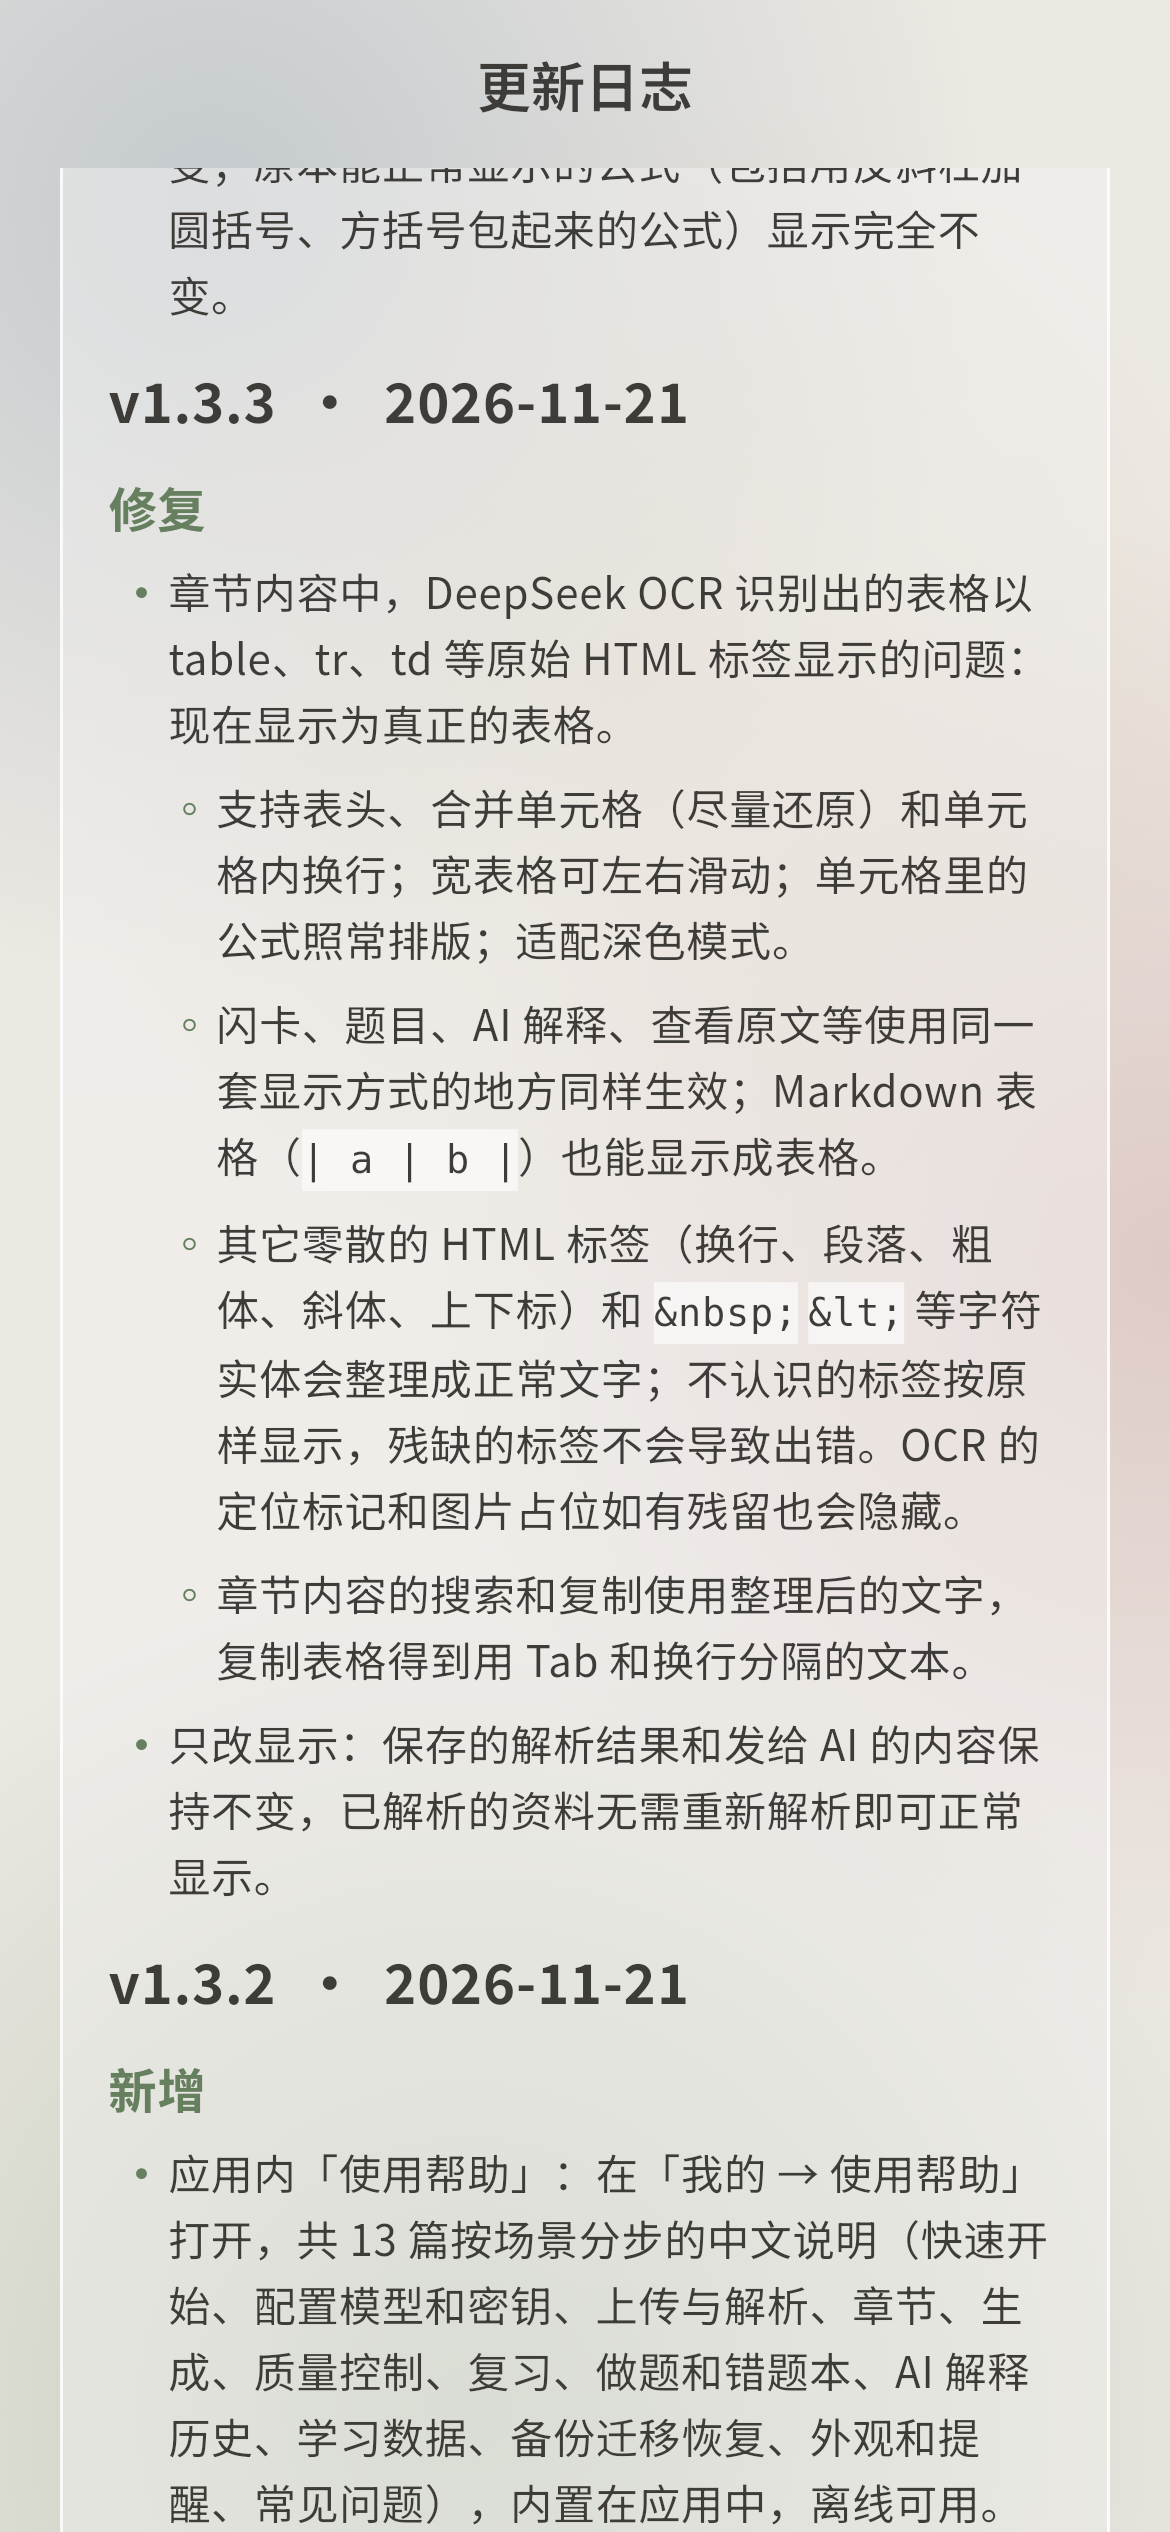 更新日志
变，原本能正常显示的公式（包括用反斜杠加
圆括号、方括号包起来的公式）显示完全不
变。
v1.3.3 • 2026-11-21
修复
• 章节内容中，DeepSeek OCR 识别出的表格以
table、tr、td 等原始 HTML 标签显示的问题：
现在显示为真正的表格。
◦ 支持表头、合并单元格（尽量还原）和单元
格内换行；宽表格可左右滑动；单元格里的
公式照常排版；适配深色模式。
◦ 闪卡、题目、AI 解释、查看原文等使用同一
套显示方式的地方同样生效；Markdown 表
格（| a | b |）也能显示成表格。
◦ 其它零散的 HTML 标签（换行、段落、粗
体、斜体、上下标）和 &nbsp; &lt; 等字符
实体会整理成正常文字；不认识的标签按原
样显示，残缺的标签不会导致出错。OCR 的
定位标记和图片占位如有残留也会隐藏。
◦ 章节内容的搜索和复制使用整理后的文字，
复制表格得到用 Tab 和换行分隔的文本。
• 只改显示：保存的解析结果和发给 AI 的内容保
持不变，已解析的资料无需重新解析即可正常
显示。
v1.3.2 • 2026-11-21
新增
• 应用内「使用帮助」：在「我的 → 使用帮助」
打开，共 13 篇按场景分步的中文说明（快速开
始、配置模型和密钥、上传与解析、章节、生
成、质量控制、复习、做题和错题本、AI 解释
历史、学习数据、备份迁移恢复、外观和提
醒、常见问题），内置在应用中，离线可用。